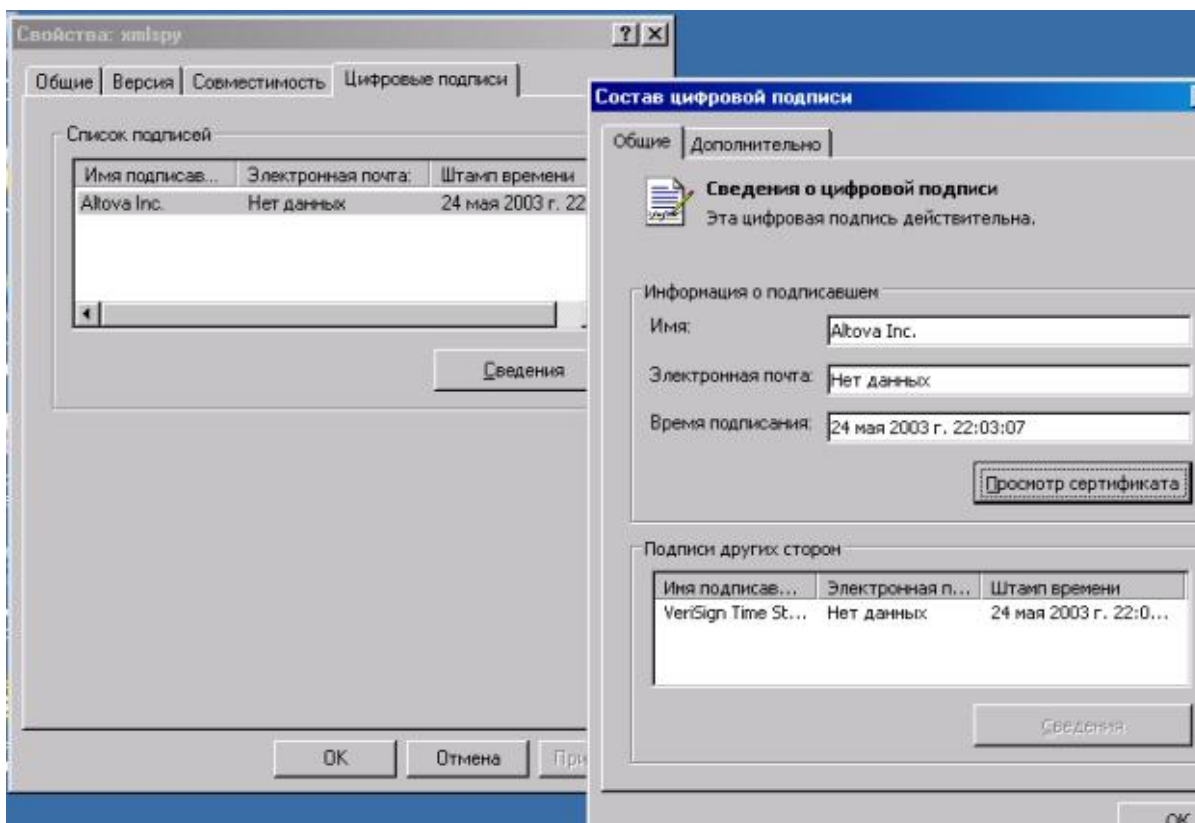 Свойства: xmlspy
Общие Версия Совместимость Цифровые подписи
Список подписей
Имя подписав... Электронная почта: Штамп времени
Altova Inc. Нет данных 24 мая 2003 г. 22
Сведения
OK Отмена При
Состав цифровой подписи
Общие Дополнительно
Сведения о цифровой подписи
Эта цифровая подпись действительна.
Информация о подписавшем
Имя: Altova Inc.
Электронная почта: Нет данных
Время подписания: 24 мая 2003 г. 22:03:07
Просмотр сертификата
Подписи других сторон
Имя подписав... Электронная п... Штамп времени
VeriSign Time St... Нет данных 24 мая 2003 г. 22:0...
Сведения
OK